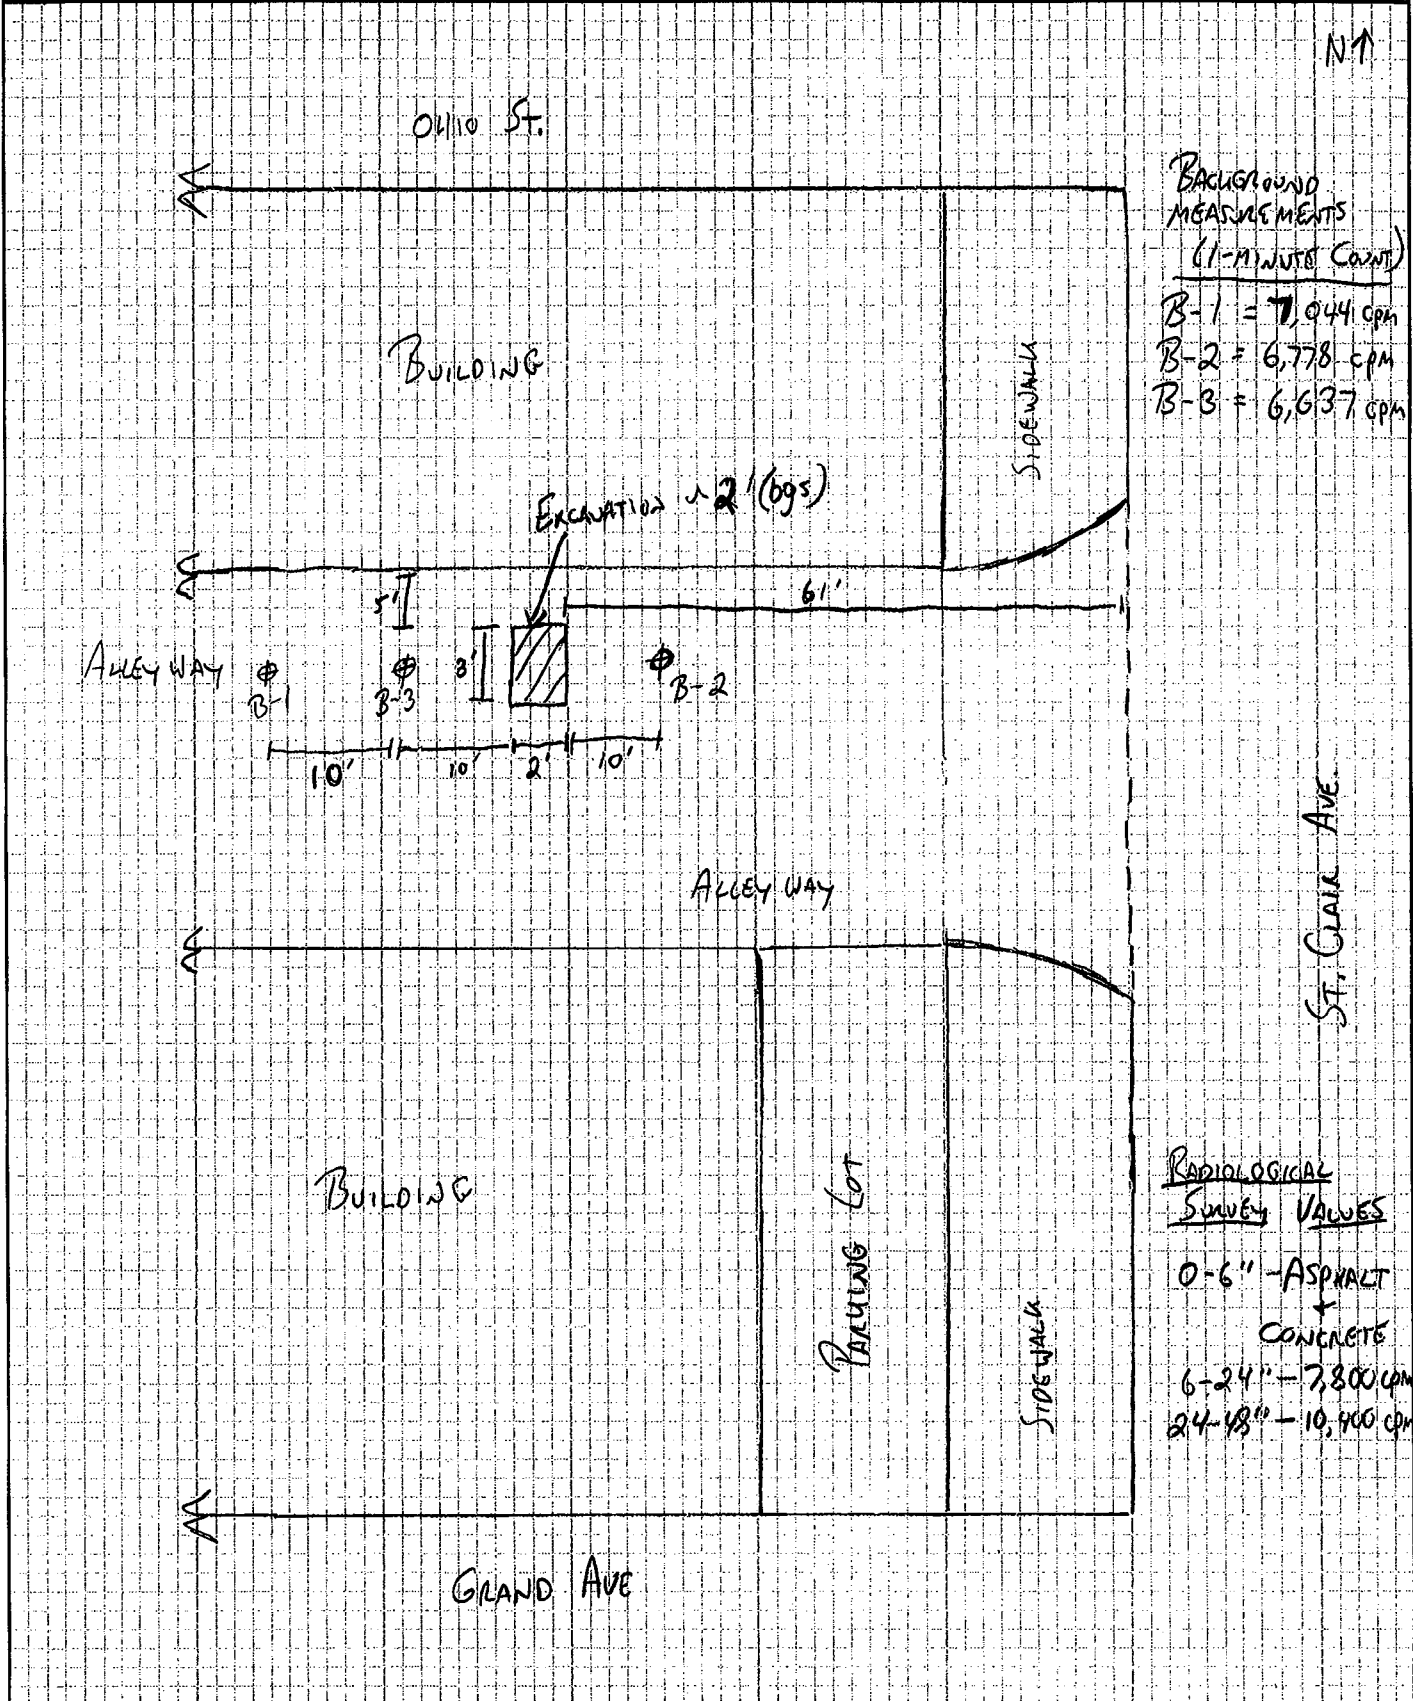 N↑
OHIO St.
BACKGROUND
MEASUREMENTS
(1-MINUTE COUNT)
B-1 = 7,044 cpm
B-2 = 6,778 cpm
B-3 = 6,637 cpm
BUILDING
SIDEWALK
EXCAVATION ~ 2' (bgs)
5'
61'
ALLEY WAY
B-1
B-3
3'
B-2
10'
10'
2'
10'
ST. CLAIR AVE.
ALLEY WAY
BUILDING
PARKING LOT
SIDEWALK
RADIOLOGICAL
SURVEY VALUES
0-6" - ASPHALT
+
CONCRETE
6-24" - 7,800 cpm
24-48" - 10,400 cpm
GRAND AVE